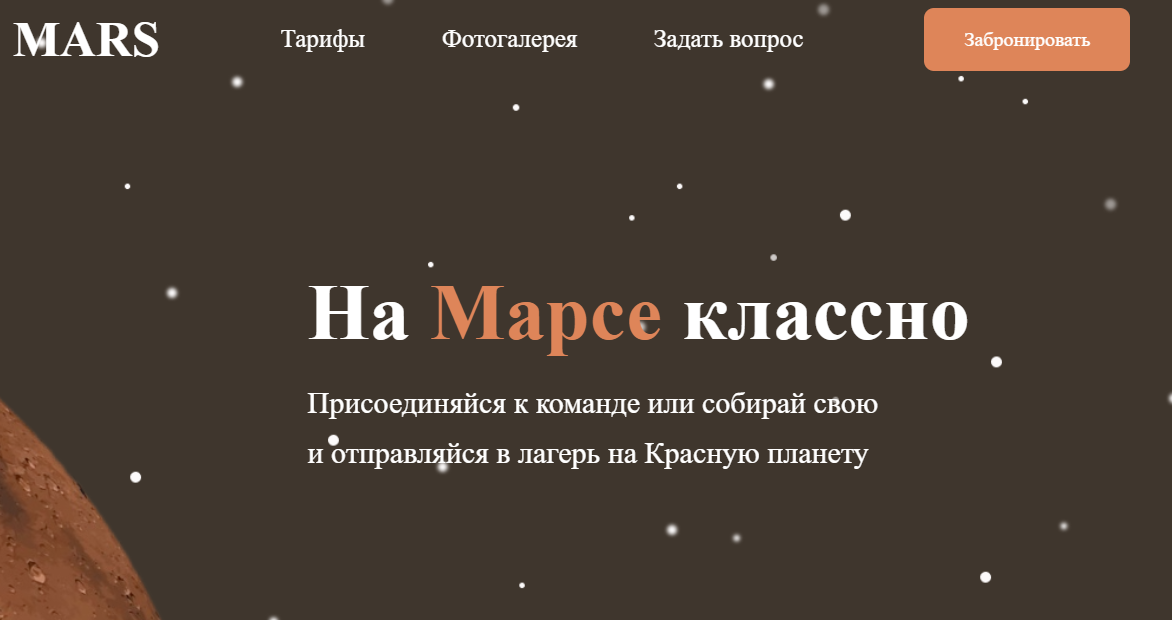 MARS
Тарифы
Фотогалерея
Задать вопрос
Забронировать
На Марсе классно
Присоединяйся к команде или собирай свою
и отправляйся в лагерь на Красную планету